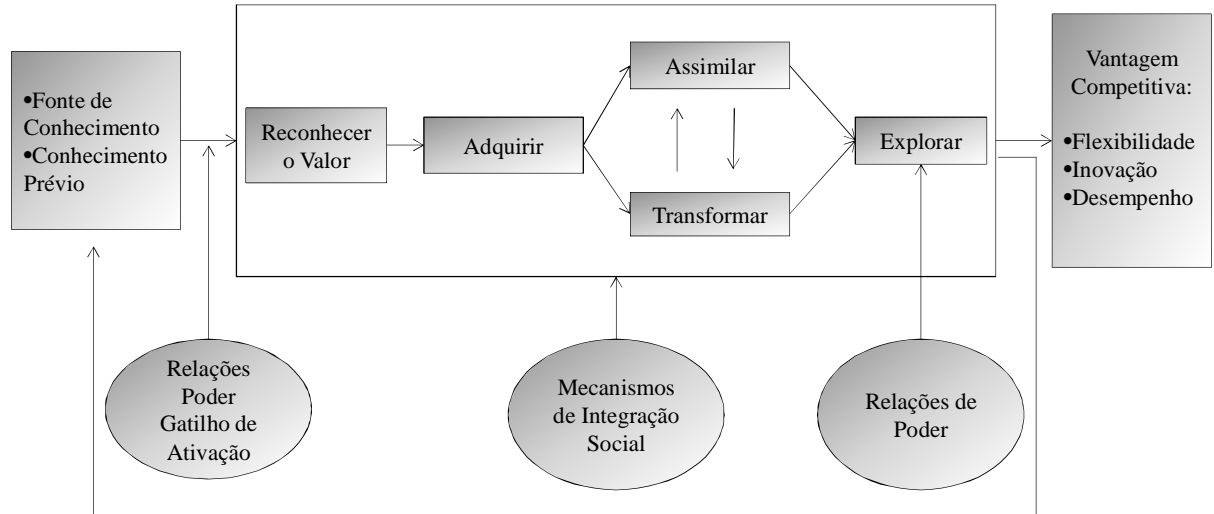 •Fonte de
Conhecimento
•Conhecimento
Prévio
Reconhecer
o Valor
Adquirir
Assimilar
Transformar
Explorar
Vantagem
Competitiva:
•Flexibilidade
•Inovação
•Desempenho
Relações
Poder
Gatilho de
Ativação
Mecanismos
de Integração
Social
Relações de
Poder